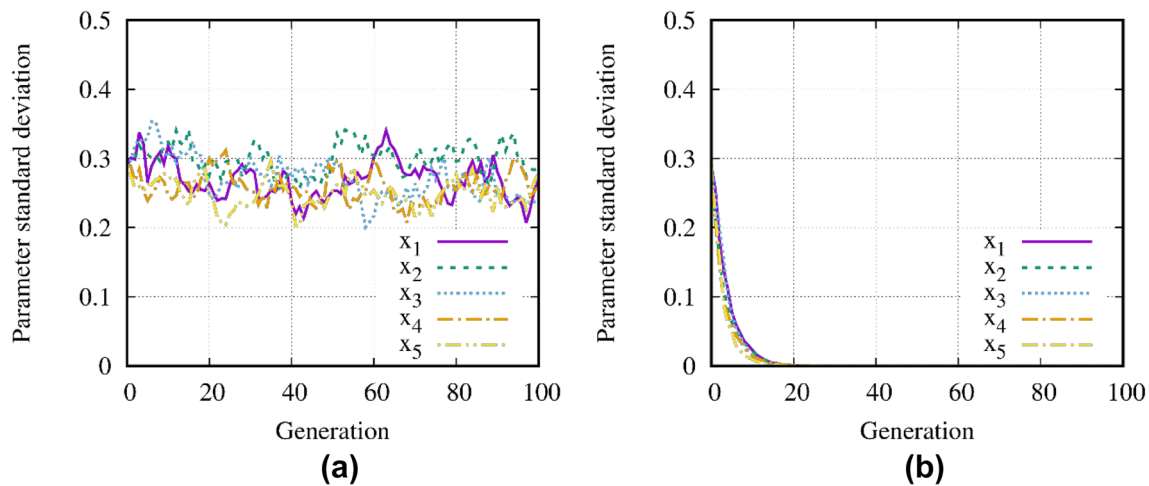 Parameter standard deviation
0.5
0.4
0.3
0.2
0.1
0
x1
x2
x3
x4
x5
0 20 40 60 80 100
Generation
(a)
Parameter standard deviation
0.5
0.4
0.3
0.2
0.1
0
x1
x2
x3
x4
x5
0 20 40 60 80 100
Generation
(b)